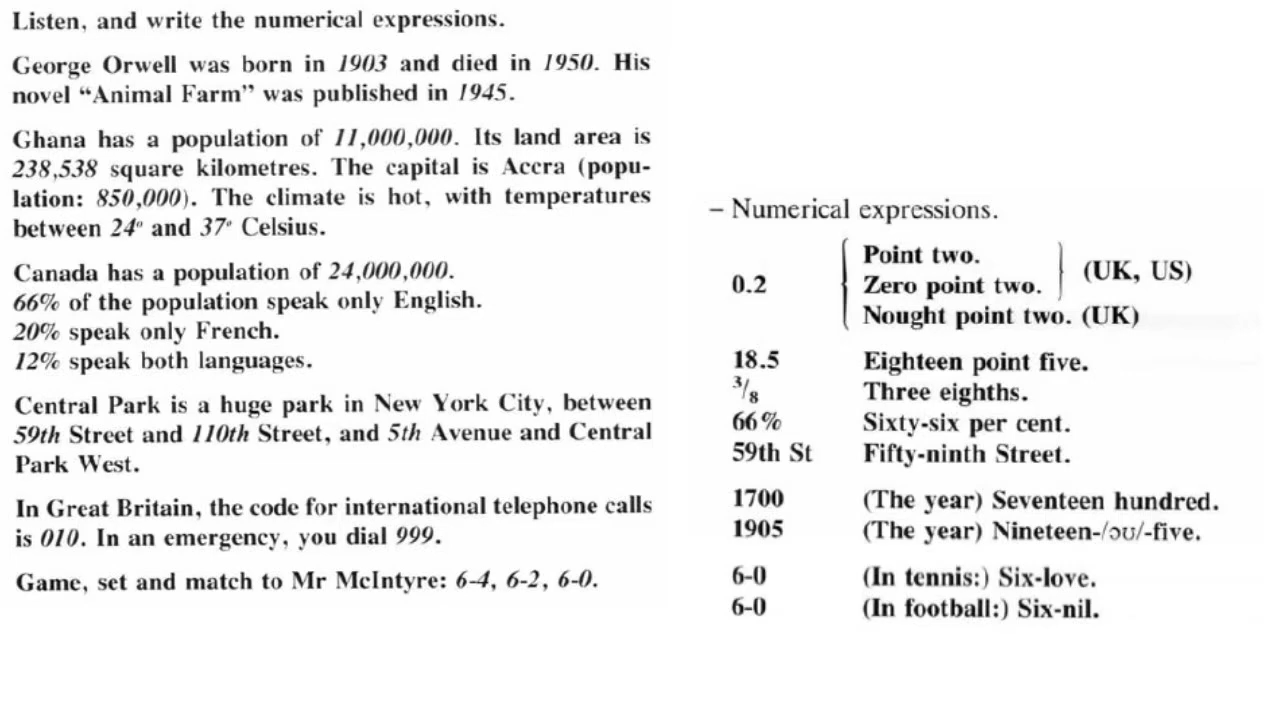 Listen, and write the numerical expressions.
George Orwell was born in 1903 and died in 1950. His
novel “Animal Farm” was published in 1945.
Ghana has a population of 11,000,000. Its land area is
238,538 square kilometres. The capital is Accra (popu-
lation: 850,000). The climate is hot, with temperatures
between 24° and 37° Celsius.
Canada has a population of 24,000,000.
66% of the population speak only English.
20% speak only French.
12% speak both languages.
Central Park is a huge park in New York City, between
59th Street and 110th Street, and 5th Avenue and Central
Park West.
In Great Britain, the code for international telephone calls
is 010. In an emergency, you dial 999.
Game, set and match to Mr McIntyre: 6-4, 6-2, 6-0.
– Numerical expressions.
Point two.
0.2 Zero point two. (UK, US)
Nought point two. (UK)
18.5 Eighteen point five.
3/8 Three eighths.
66% Sixty-six per cent.
59th St Fifty-ninth Street.
1700 (The year) Seventeen hundred.
1905 (The year) Nineteen-/ɔʊ/-five.
6-0 (In tennis:) Six-love.
6-0 (In football:) Six-nil.